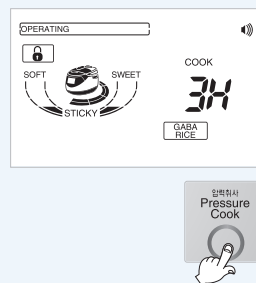 OPERATING
SOFT
SWEET
STICKY
COOK
3H
GABA
RICE
압력취사
Pressure
Cook